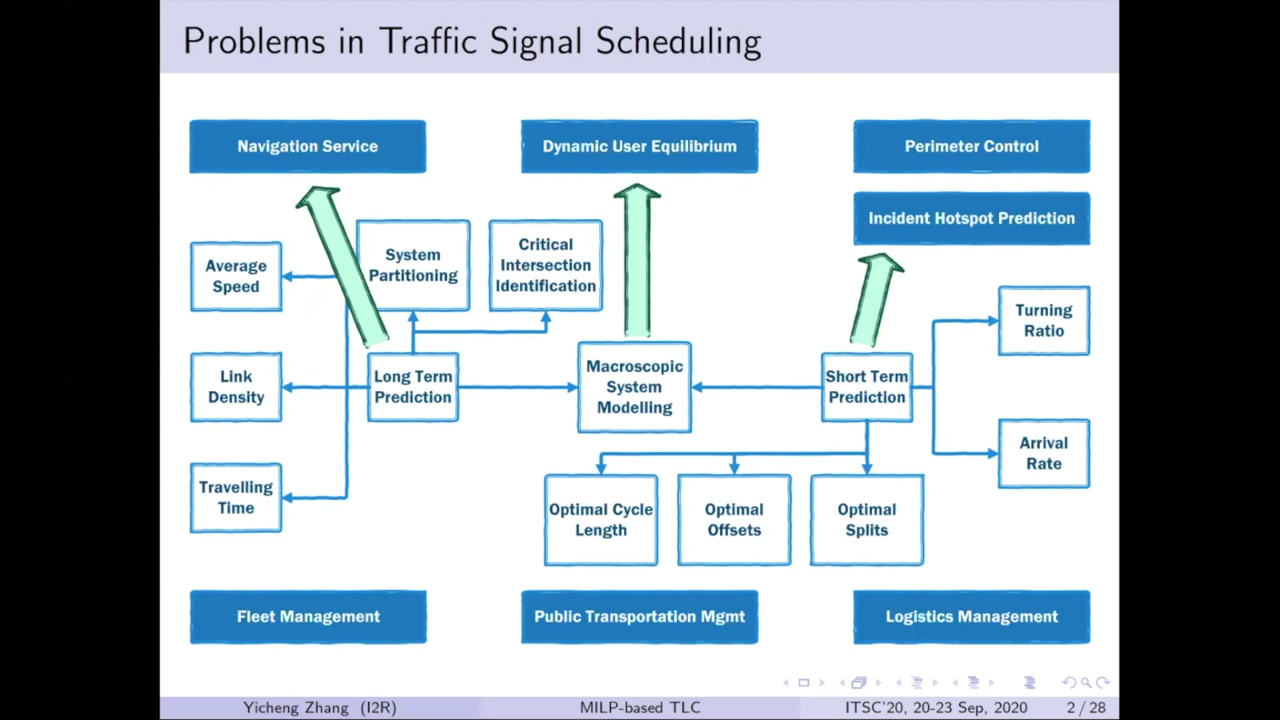 Problems in Traffic Signal Scheduling
Navigation Service
Dynamic User Equilibrium
Perimeter Control
Incident Hotspot Prediction
Average
Speed
System
Partitioning
Critical
Intersection
Identification
Turning
Ratio
Link
Density
Long Term
Prediction
Macroscopic
System
Modelling
Short Term
Prediction
Arrival
Rate
Travelling
Time
Optimal Cycle
Length
Optimal
Offsets
Optimal
Splits
Fleet Management
Public Transportation Mgmt
Logistics Management
Yicheng Zhang (I2R)
MILP-based TLC
ITSC'20, 20-23 Sep, 2020
2 / 28